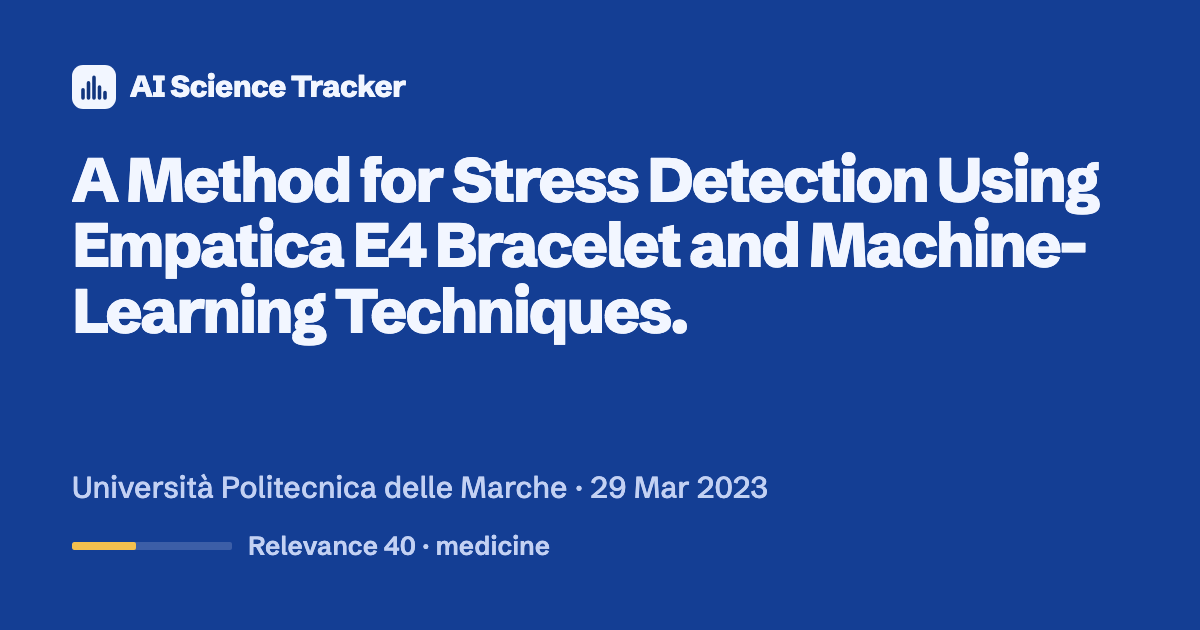 AI Science Tracker
A Method for Stress Detection Using
Empatica E4 Bracelet and Machine-
Learning Techniques.
Università Politecnica delle Marche · 29 Mar 2023
Relevance 40 · medicine